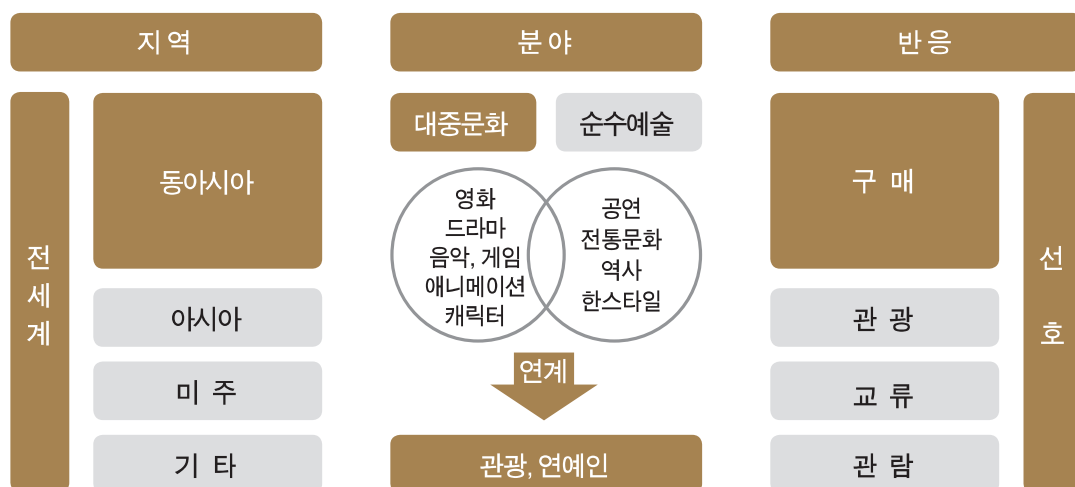 지역
전세계
동아시아
아시아
미주
기타
분야
대중문화
순수예술
영화
드라마
음악, 게임
애니메이션
캐릭터
공연
전통문화
역사
한스타일
연계
관광, 연예인
반응
구매
관광
교류
관람
선호